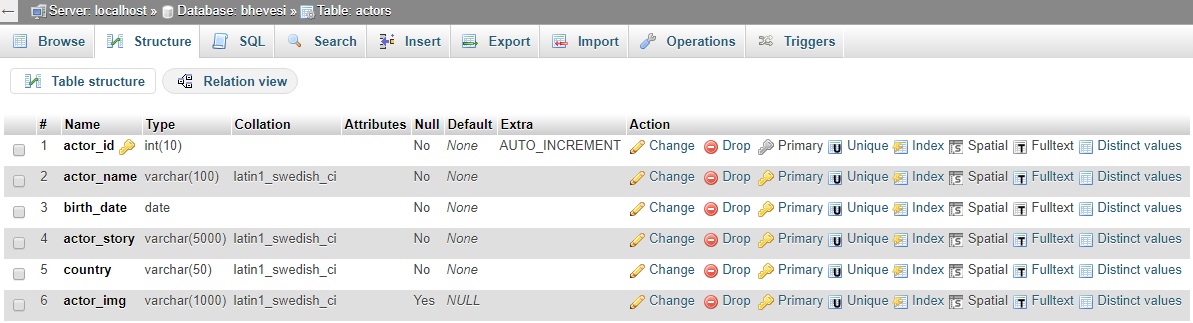 ← Server: localhost » Database: bhevesi » Table: actors
Browse Structure SQL Search Insert Export Import Operations Triggers
Table structure Relation view
# Name Type Collation Attributes Null Default Extra Action
1 actor_id int(10) No None AUTO_INCREMENT Change Drop Primary Unique Index Spatial Fulltext Distinct values
2 actor_name varchar(100) latin1_swedish_ci No None Change Drop Primary Unique Index Spatial Fulltext Distinct values
3 birth_date date No None Change Drop Primary Unique Index Spatial Fulltext Distinct values
4 actor_story varchar(5000) latin1_swedish_ci No None Change Drop Primary Unique Index Spatial Fulltext Distinct values
5 country varchar(50) latin1_swedish_ci No None Change Drop Primary Unique Index Spatial Fulltext Distinct values
6 actor_img varchar(1000) latin1_swedish_ci Yes NULL Change Drop Primary Unique Index Spatial Fulltext Distinct values